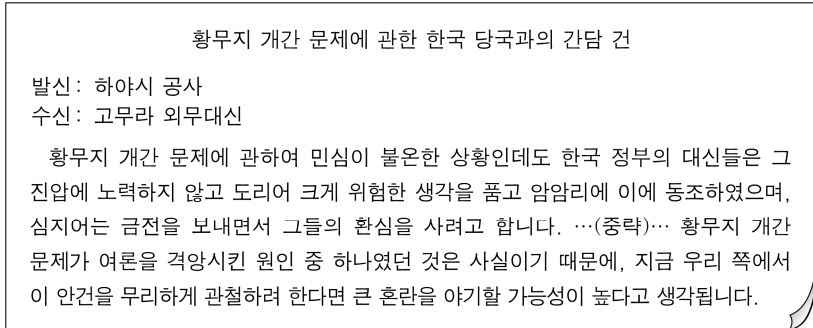 황무지 개간 문제에 관한 한국 당국과의 간담 건
발신: 하야시 공사
수신: 고무라 외무대신
황무지 개간 문제에 관하여 민심이 불온한 상황인데도 한국 정부의 대신들은 그
진압에 노력하지 않고 도리어 크게 위험한 생각을 품고 암암리에 이에 동조하였으며,
심지어는 금전을 보내면서 그들의 환심을 사려고 합니다. …(중략)… 황무지 개간
문제가 여론을 격앙시킨 원인 중 하나였던 것은 사실이기 때문에, 지금 우리 쪽에서
이 안건을 무리하게 관철하려 한다면 큰 혼란을 야기할 가능성이 높다고 생각됩니다.